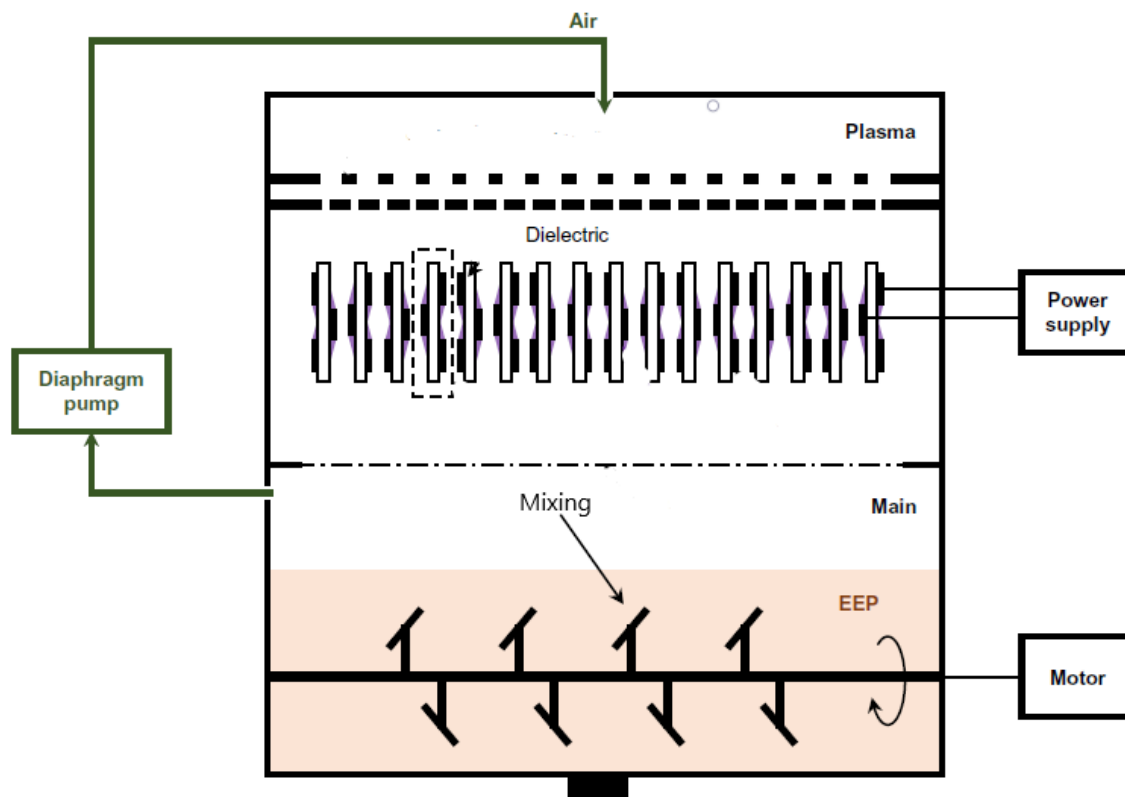 Air
Plasma
Dielectric
Power
supply
Diaphragm
pump
Mixing
Main
EEP
Motor